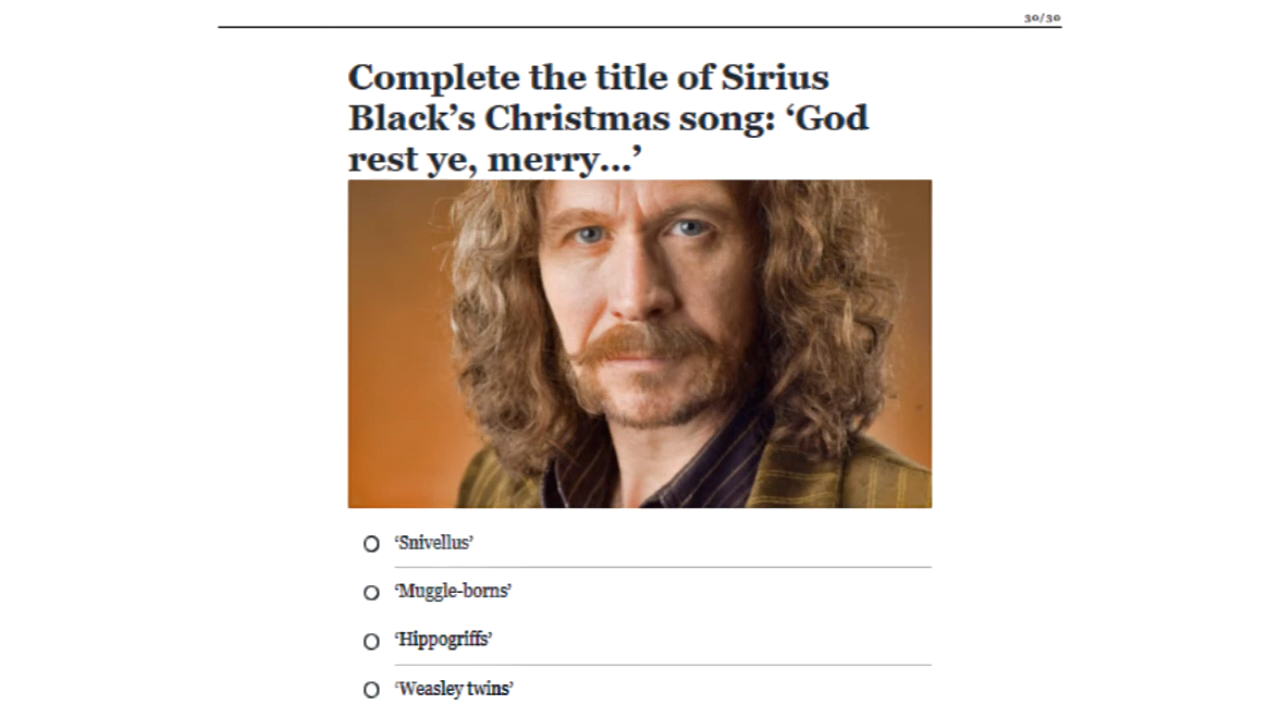 30/30
Complete the title of Sirius
Black’s Christmas song: ‘God
rest ye, merry...’
‘Snivellus’
‘Muggle-borns’
‘Hippogriffs’
‘Weasley twins’